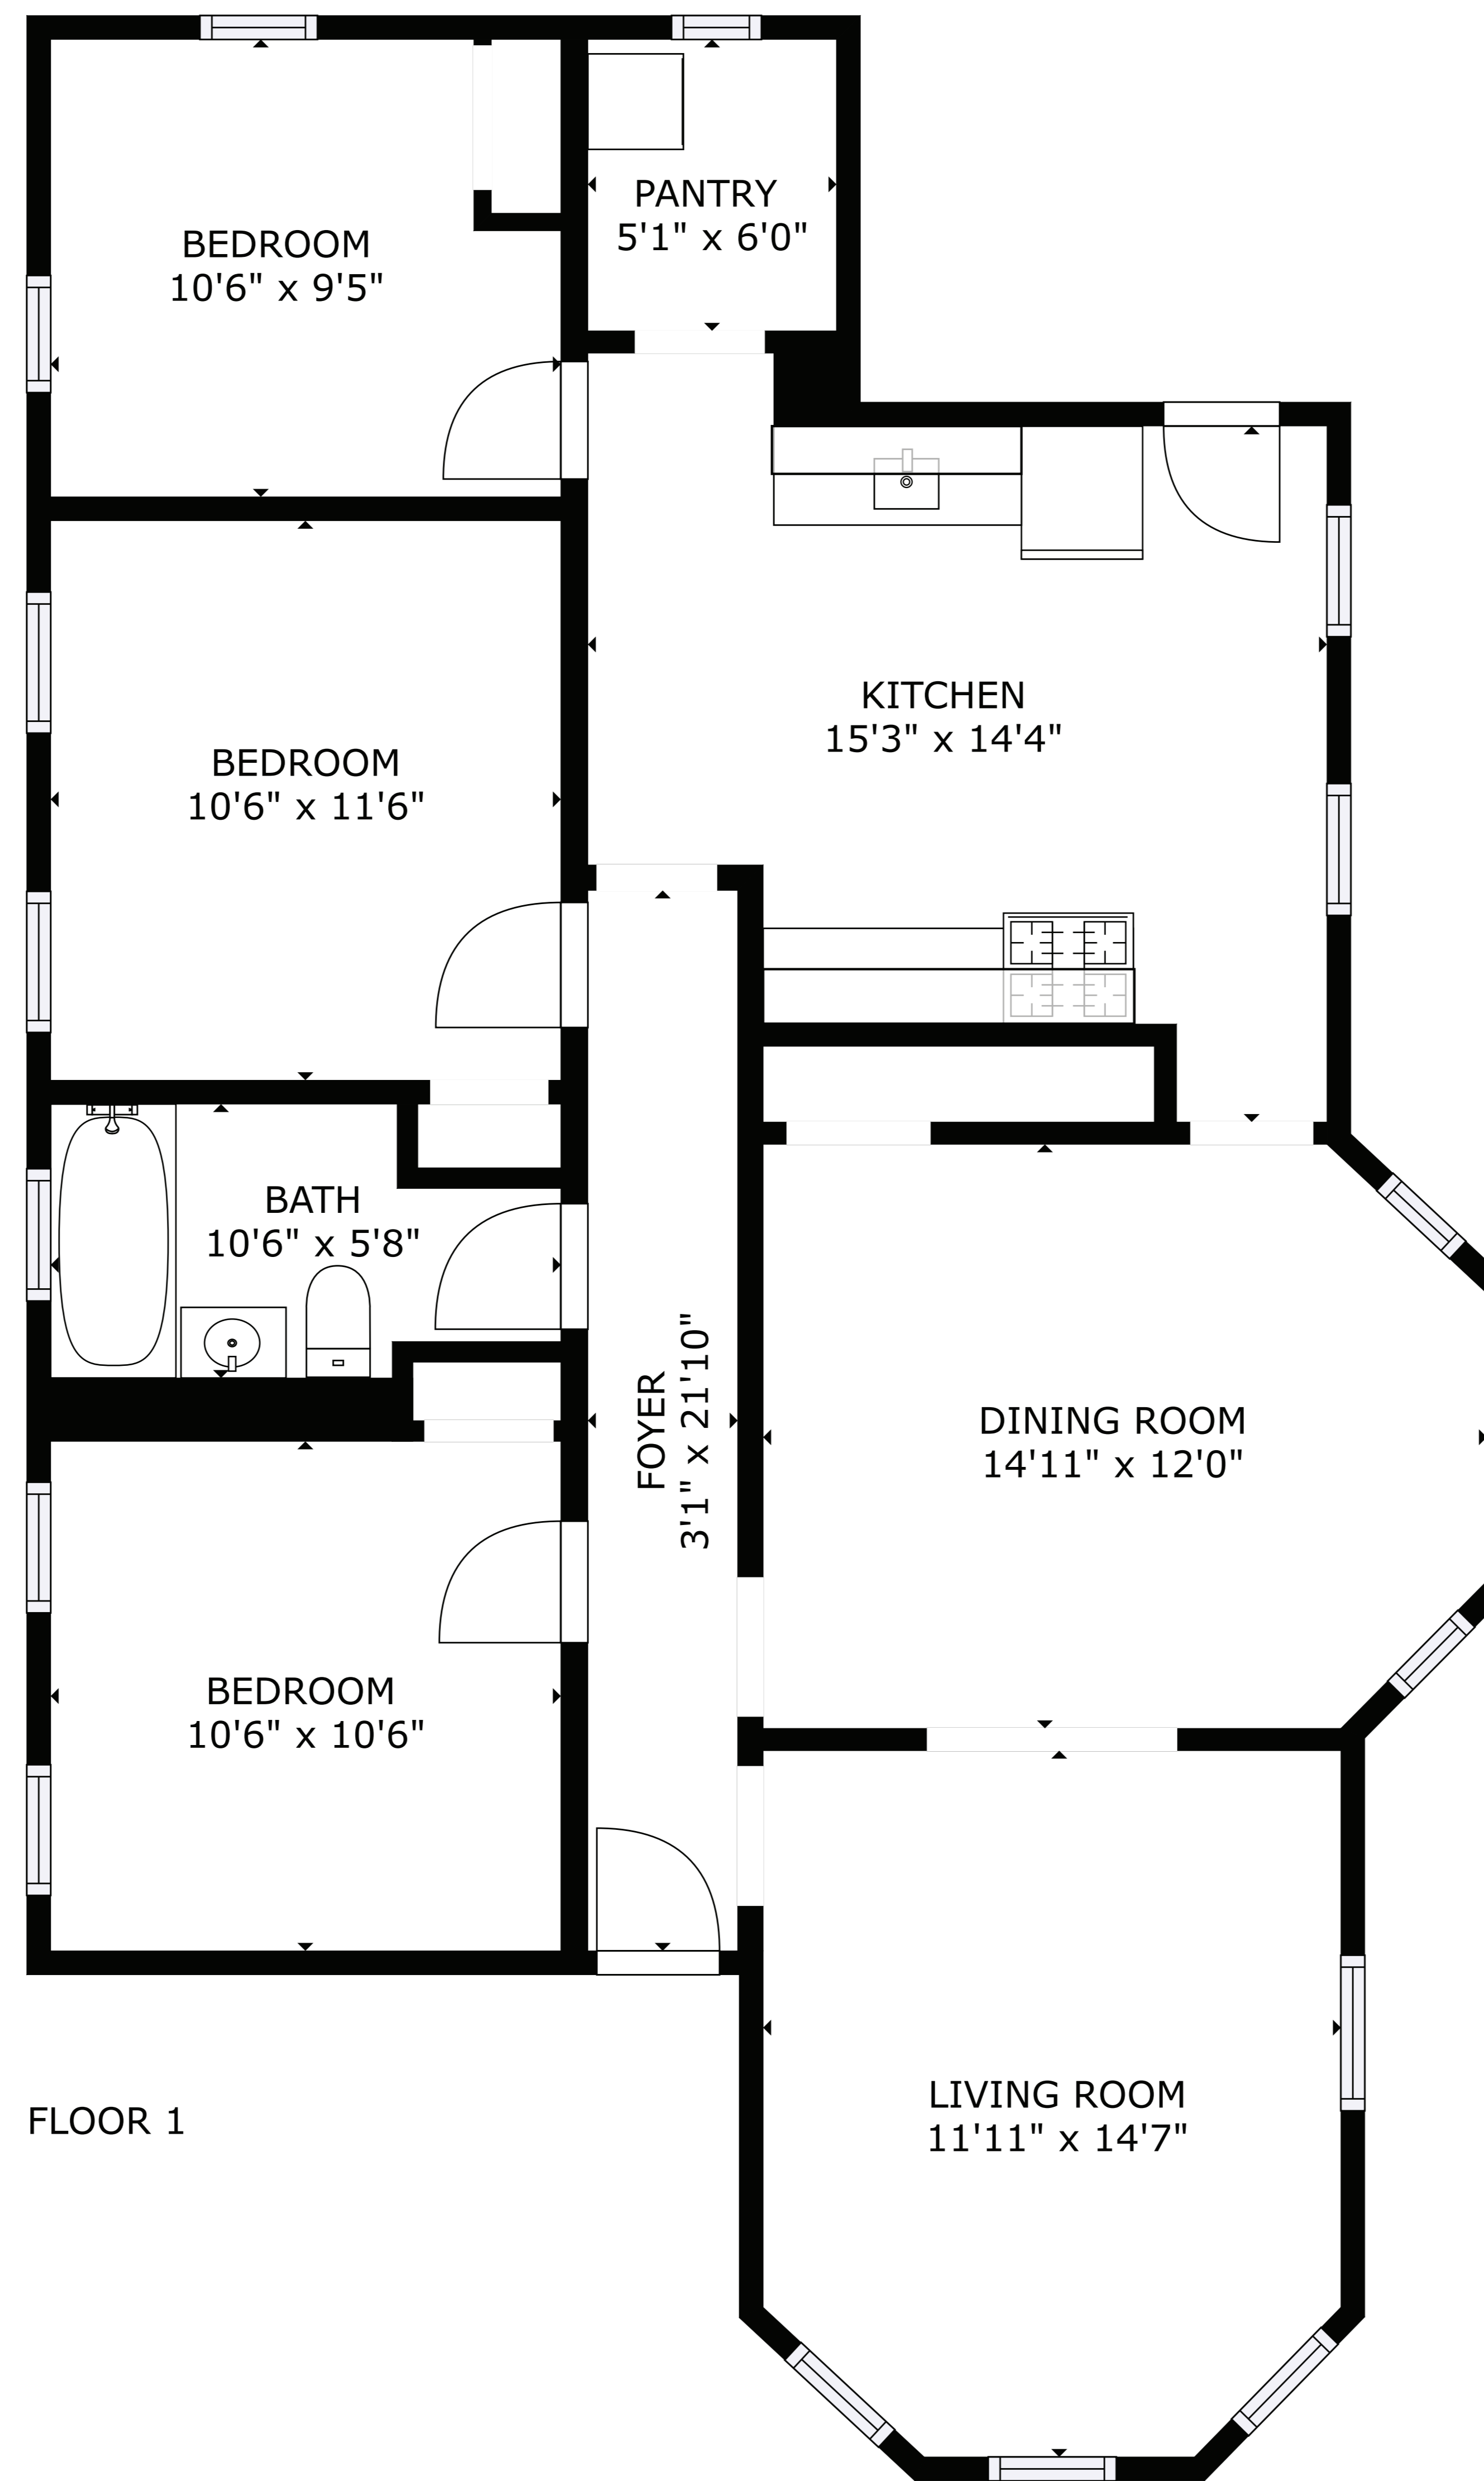 PANTRY
5'1" x 6'0"
BEDROOM
10'6" x 9'5"
KITCHEN
15'3" x 14'4"
BEDROOM
10'6" x 11'6"
BATH
10'6" x 5'8"
FOYER
3'1" x 21'10"
DINING ROOM
14'11" x 12'0"
BEDROOM
10'6" x 10'6"
LIVING ROOM
11'11" x 14'7"
FLOOR 1